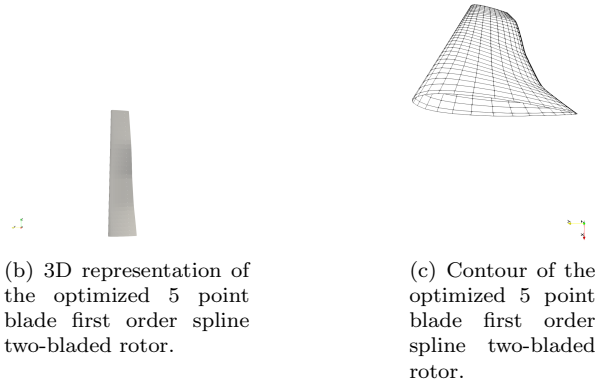 (b) 3D representation of
the optimized 5 point
blade first order spline
two-bladed rotor.
(c) Contour of the
optimized 5 point
blade first order
spline two-bladed
rotor.